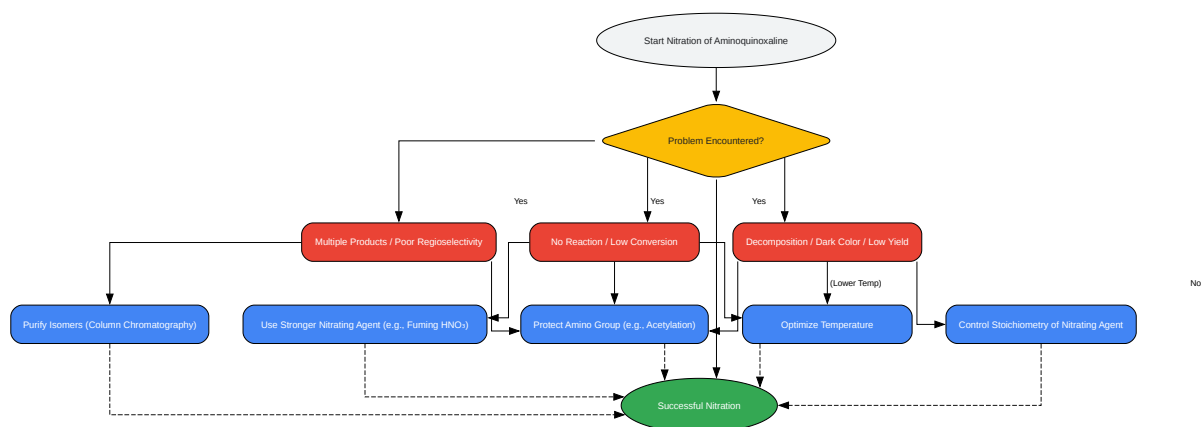 Start Nitration of Aminoquinoxaline
Problem Encountered?
Yes
Yes
Yes
Multiple Products / Poor Regioselectivity
No Reaction / Low Conversion
Decomposition / Dark Color / Low Yield
(Lower Temp)
No
Purify Isomers (Column Chromatography)
Use Stronger Nitrating Agent (e.g., Fuming HNO₃)
Protect Amino Group (e.g., Acetylation)
Optimize Temperature
Control Stoichiometry of Nitrating Agent
Successful Nitration